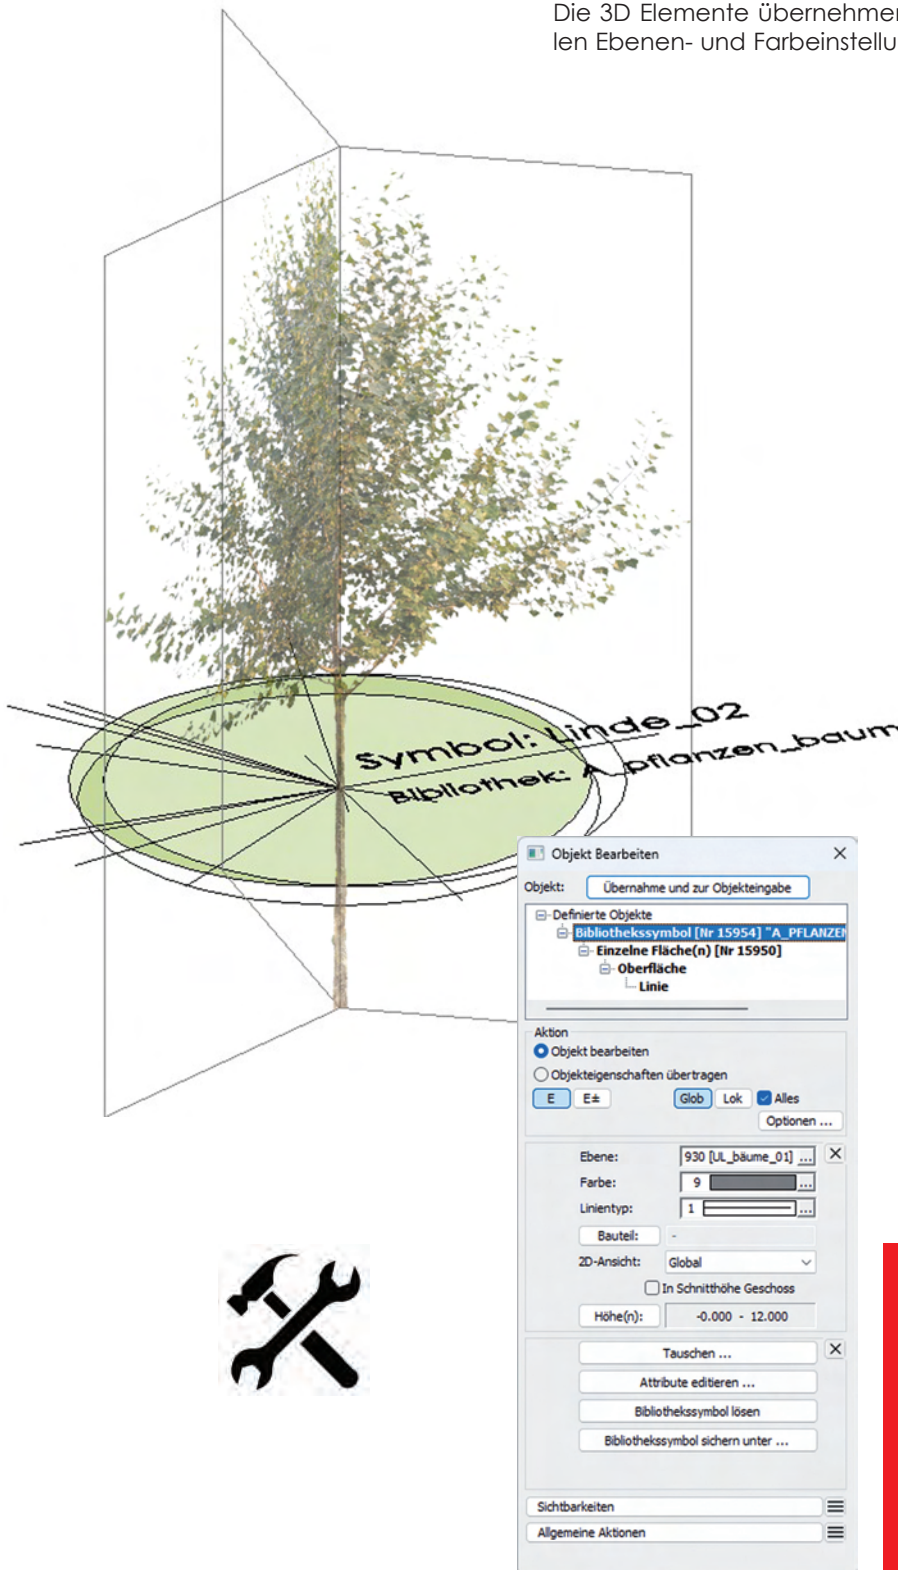 Die 3D Elemente übernehmen
len Ebenen- und Farbeinstellu
Symbol: Linde_02
Bibliothek: A_pflanzen_baum
Objekt Bearbeiten
Objekt: Übernahme und zur Objekteingabe
Definierte Objekte
Bibliothekssymbol [Nr 15954] "A_PFLANZEN
Einzelne Fläche(n) [Nr 15950]
Oberfläche
Linie
Aktion
Objekt bearbeiten
Objekteigenschaften übertragen
E E± Glob Lok Alles
Optionen ...
Ebene: 930 [UL_bäume_01] ...
Farbe: 9 ...
Linientyp: 1 ...
Bauteil: -
2D-Ansicht: Global
In Schnitthöhe Geschoss
Höhe(n): -0.000 - 12.000
Tauschen ...
Attribute editieren ...
Bibliothekssymbol lösen
Bibliothekssymbol sichern unter ...
Sichtbarkeiten
Allgemeine Aktionen